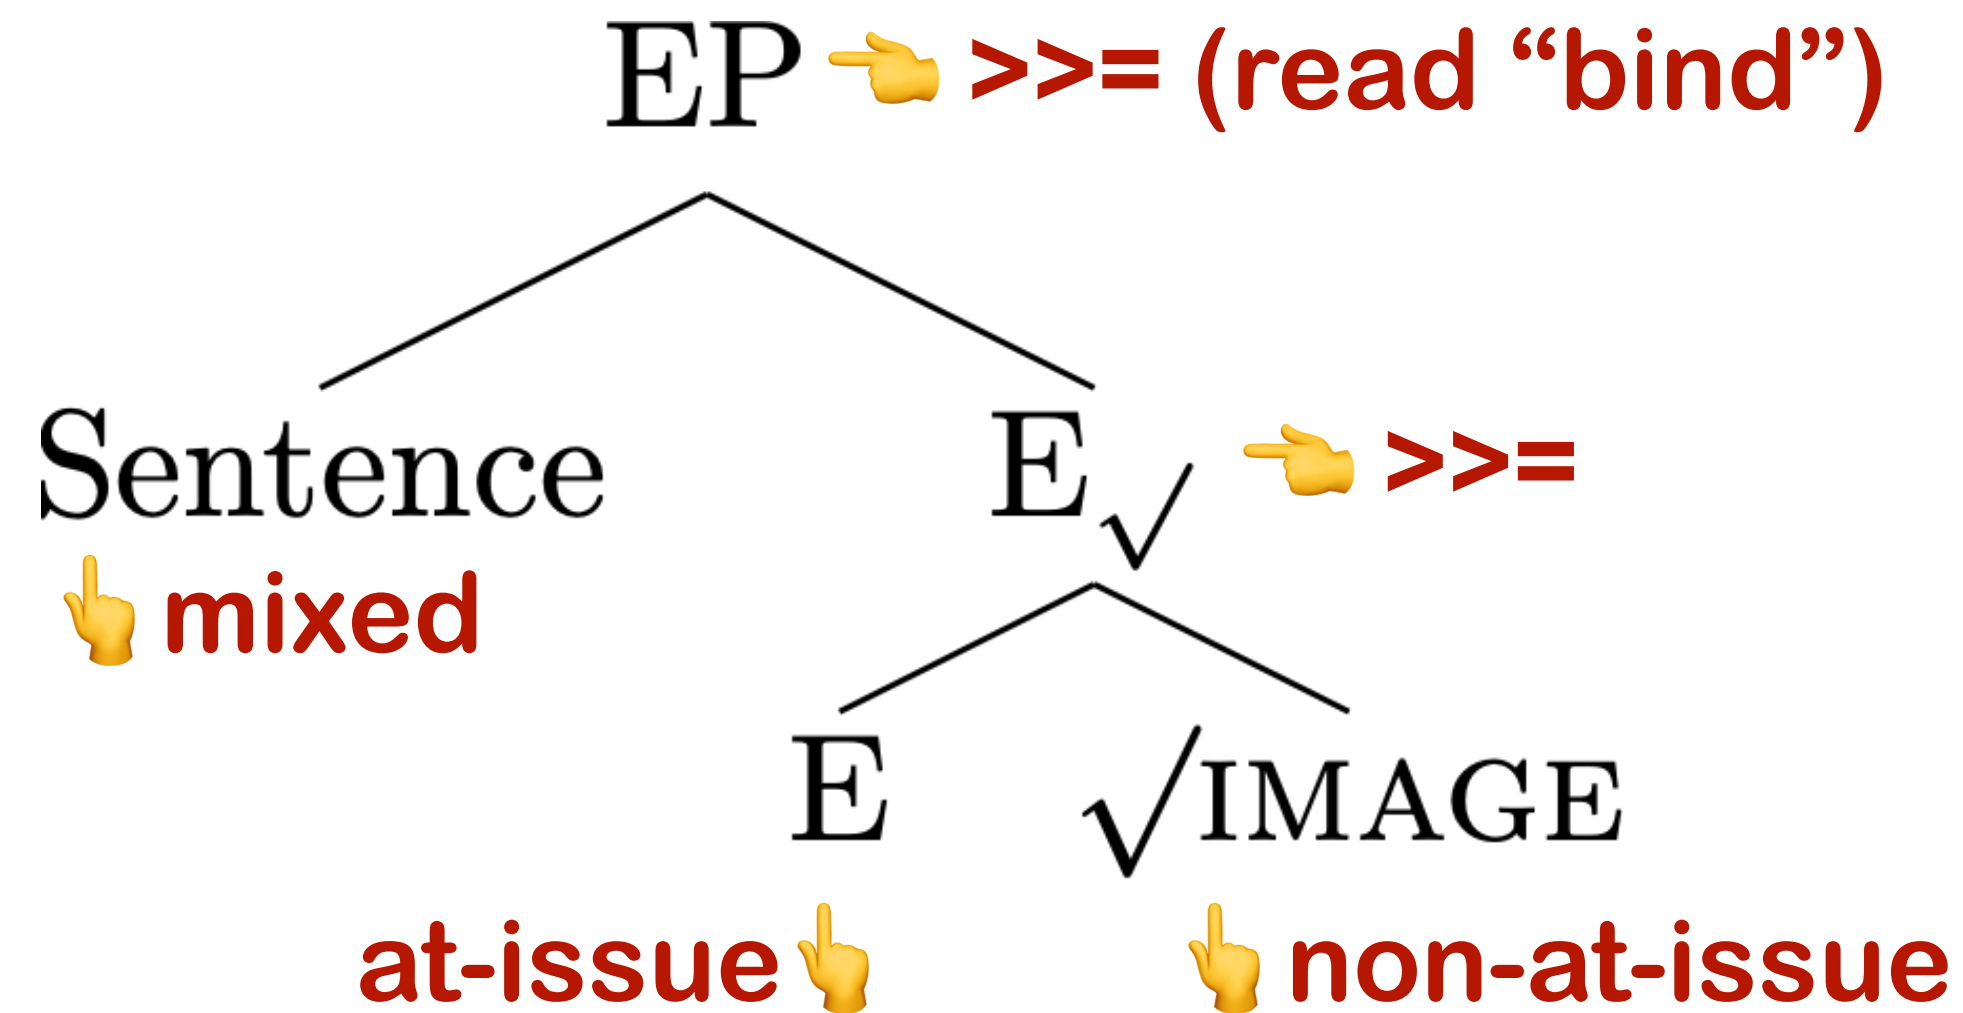 EP 👈 >>= (read “bind”)
Sentence E√ 👈 >>=
👆 mixed
E √IMAGE
at-issue 👆 👆 non-at-issue